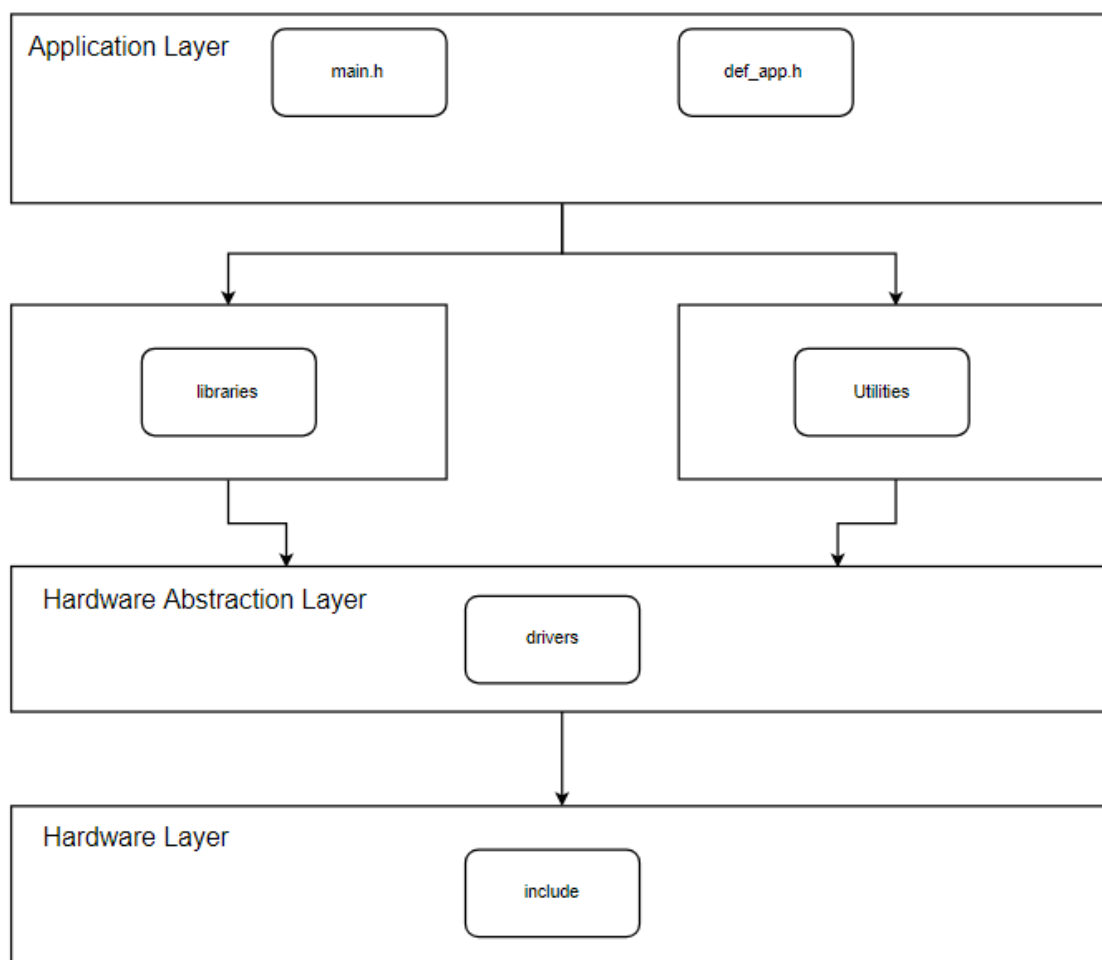 Application Layer
main.h
def_app.h
libraries
Utilities
Hardware Abstraction Layer
drivers
Hardware Layer
include